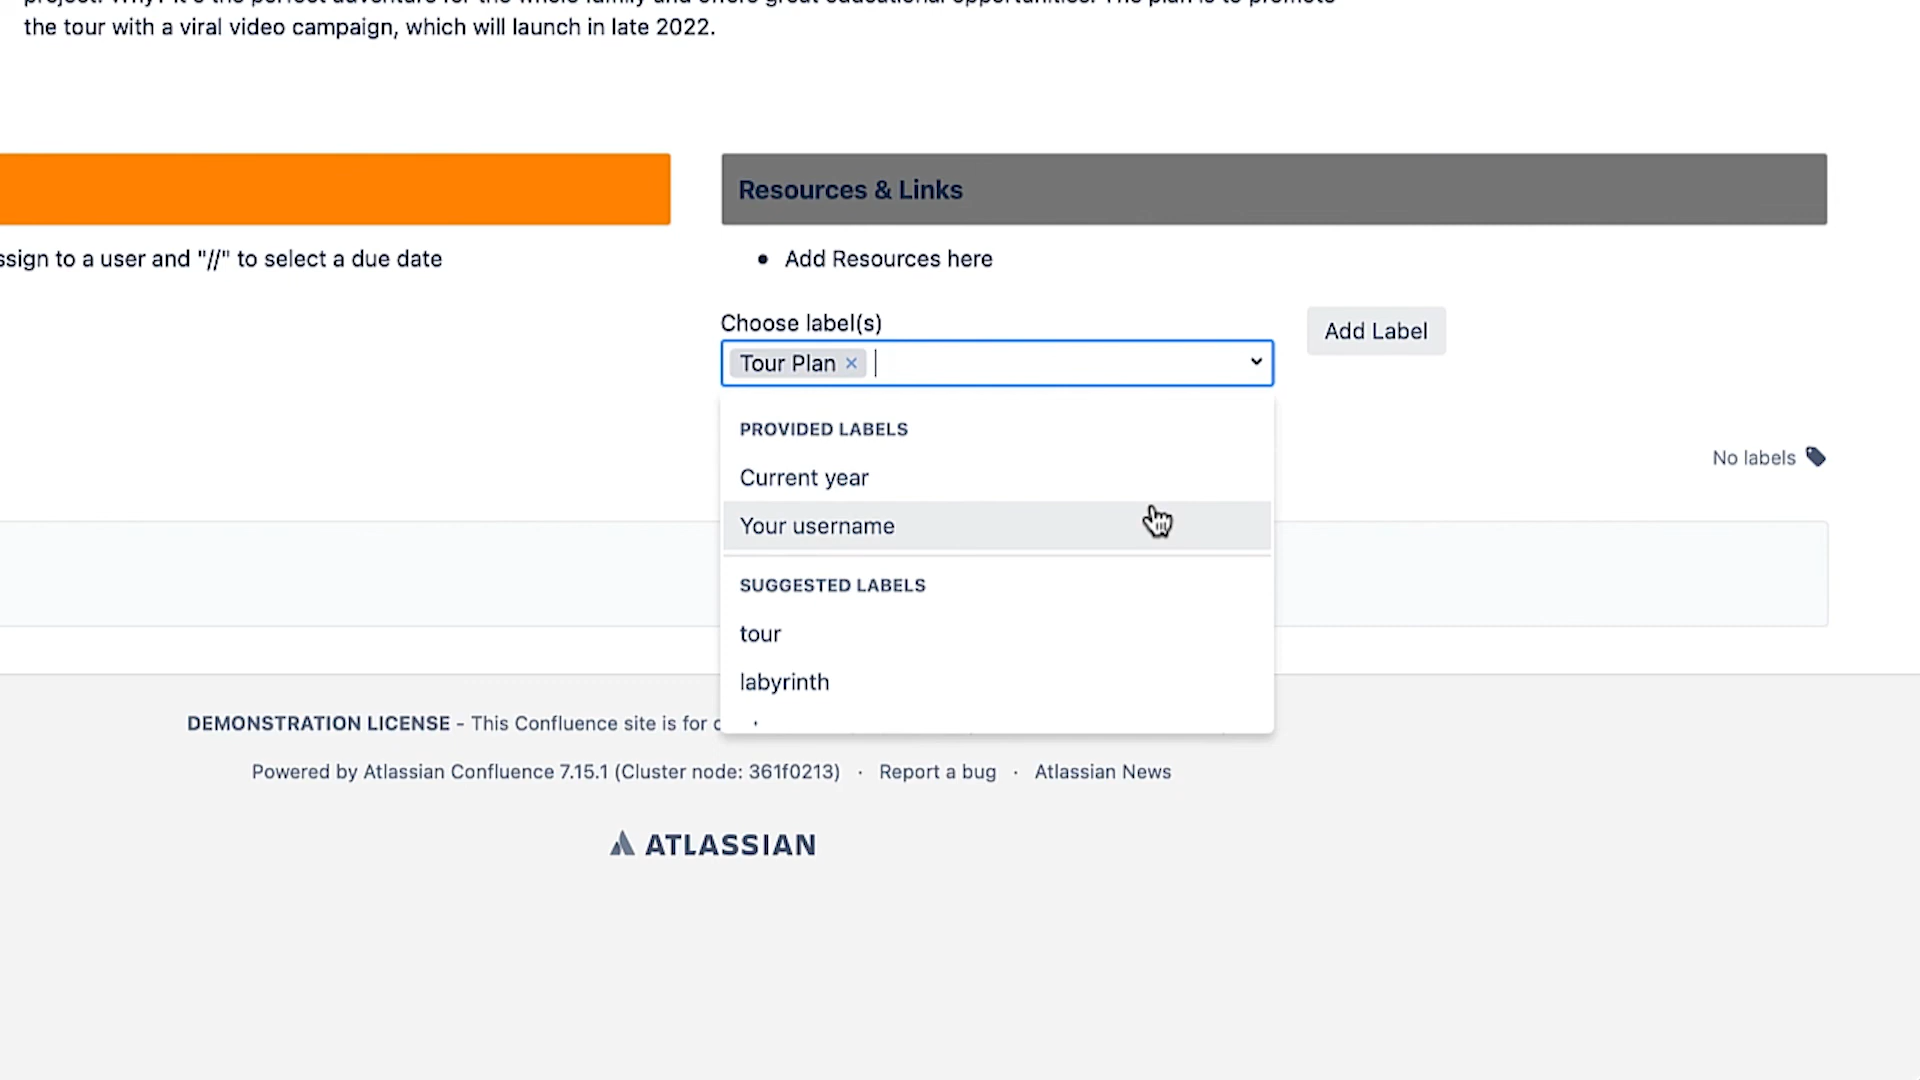 the tour with a viral video campaign, which will launch in late 2022.
Resources & Links
ssign to a user and "//" to select a due date
• Add Resources here
Choose label(s)
Add Label
Tour Plan ×
PROVIDED LABELS
Current year
No labels
Your username
SUGGESTED LABELS
tour
labyrinth
DEMONSTRATION LICENSE - This Confluence site is for
Powered by Atlassian Confluence 7.15.1 (Cluster node: 361f0213) · Report a bug · Atlassian News
ATLASSIAN